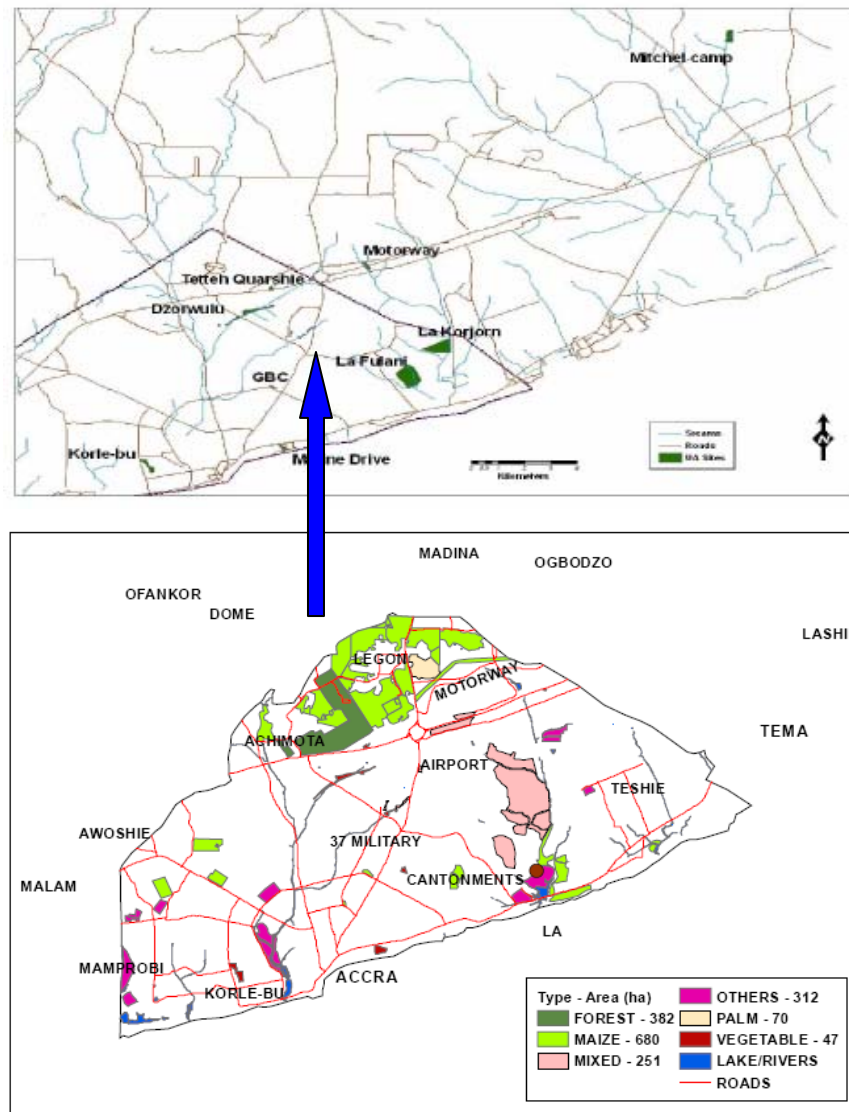 Mitchel-camp
Motorway
Tetteh Quarshie
Dzorwulu
La Korjorn
La Fulani
GBC
Korle-bu
Drive
Roads
UA Sites
N
Kilometers
MADINA
OGBODZO
OFANKOR
DOME
LASHI
LEGON
MOTORWAY
TEMA
ACHIMOTA
AIRPORT
TESHIE
AWOSHIE
37 MILITARY
MALAM
CANTONMENTS
LA
MAMPROBI
ACCRA
KORLE-BU
Type - Area (ha)
FOREST - 382
MAIZE - 680
MIXED - 251
OTHERS - 312
PALM - 70
VEGETABLE - 47
LAKE/RIVERS
ROADS